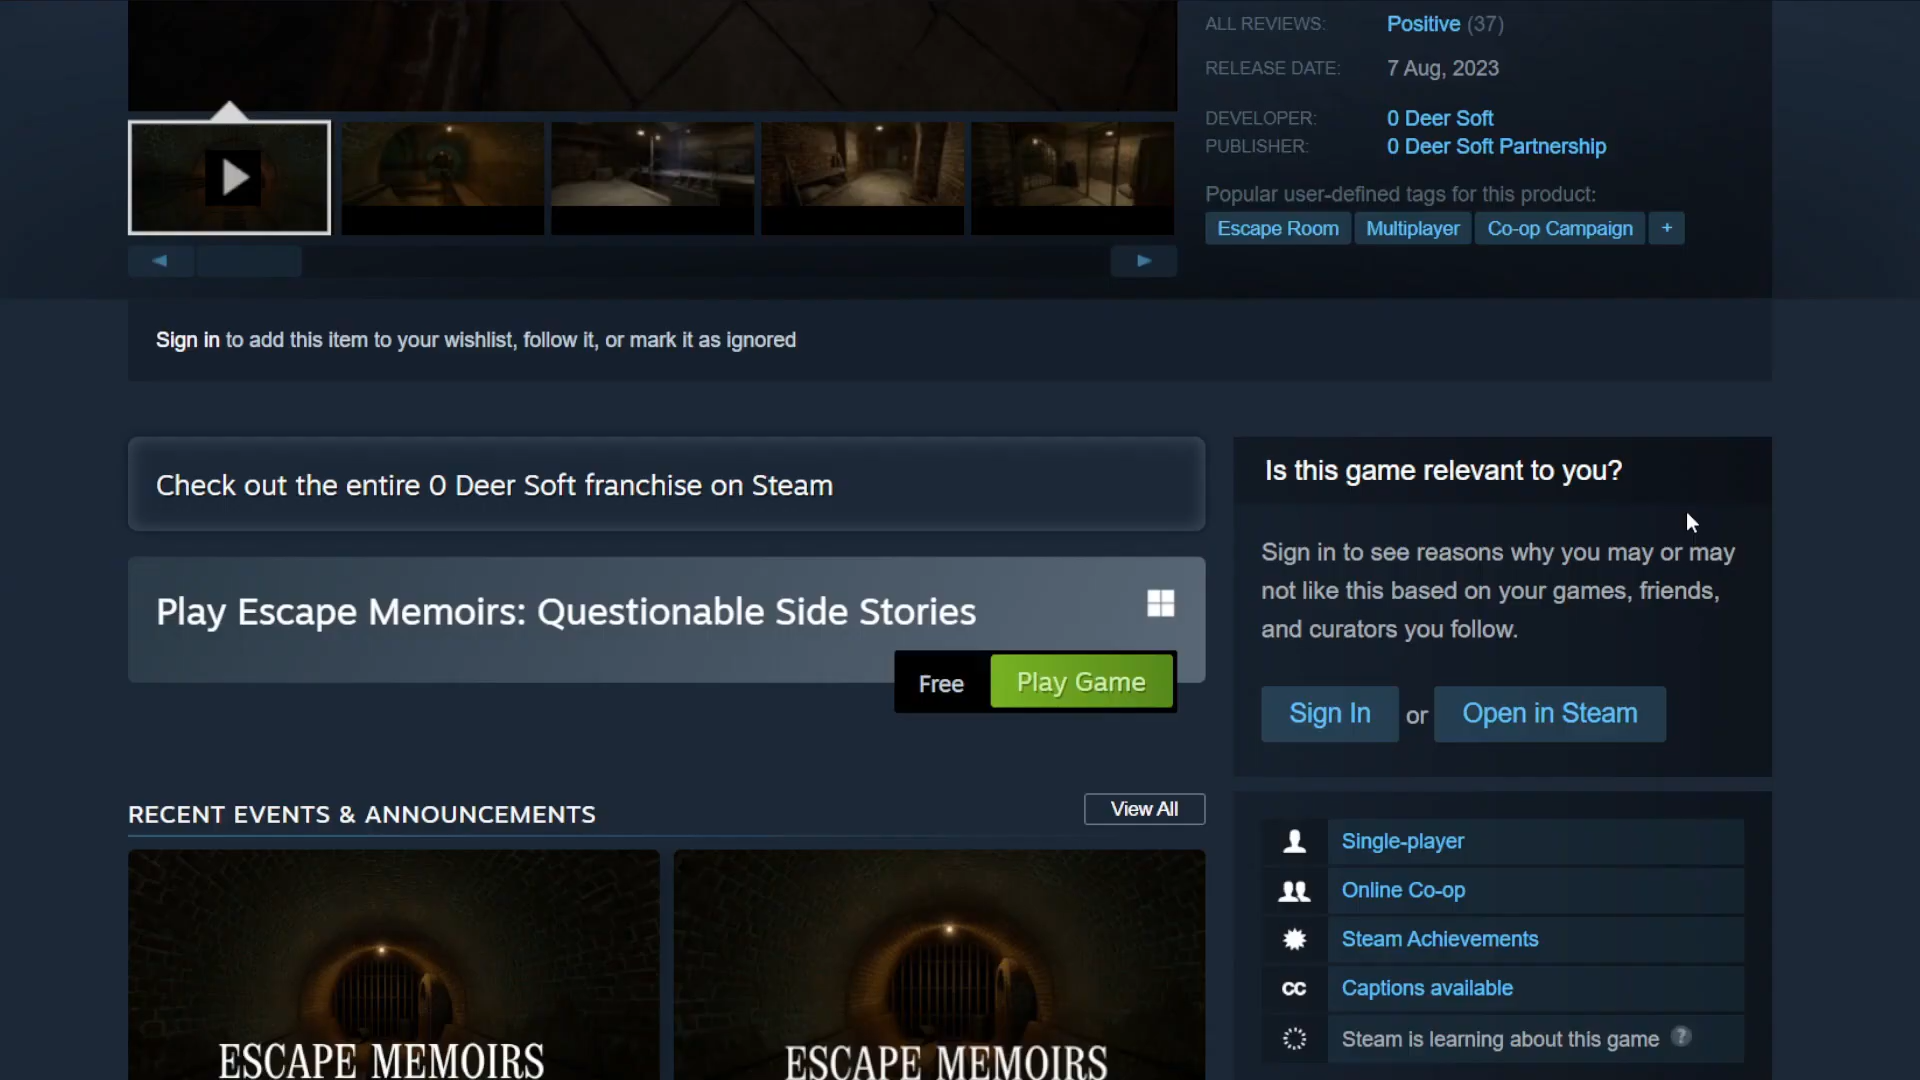 ALL REVIEWS: Positive (37)
RELEASE DATE: 7 Aug, 2023
DEVELOPER: 0 Deer Soft
PUBLISHER: 0 Deer Soft Partnership
Popular user-defined tags for this product:
Escape Room Multiplayer Co-op Campaign +
Sign in to add this item to your wishlist, follow it, or mark it as ignored
Check out the entire 0 Deer Soft franchise on Steam
Play Escape Memoirs: Questionable Side Stories
Free Play Game
RECENT EVENTS & ANNOUNCEMENTS View All
ESCAPE MEMOIRS
ESCAPE MEMOIRS
Is this game relevant to you?
Sign in to see reasons why you may or may
not like this based on your games, friends,
and curators you follow.
Sign In or Open in Steam
Single-player
Online Co-op
Steam Achievements
cc Captions available
Steam is learning about this game ?